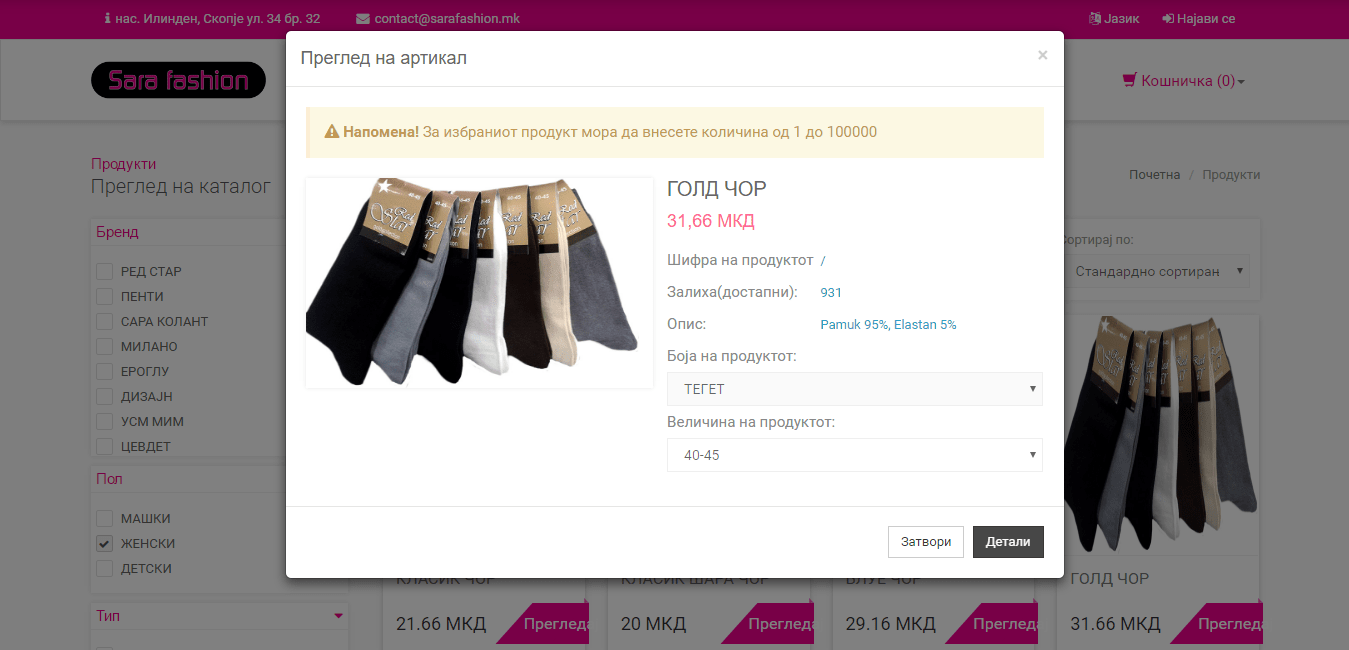 нас. Илинден, Скопје ул. 34 бр. 32
contact@sarafashion.mk
Јазик
Најави се
Sara fashion
Кошничка (0)
Преглед на артикал
×
Напомена! За избраниот продукт мора да внесете количина од 1 до 100000
ГОЛД ЧОР
31,66 МКД
Шифра на продуктот /
Залиха(достапни): 931
Опис: Pamuk 95%, Elastan 5%
Боја на продуктот:
ТЕГЕТ
Величина на продуктот:
40-45
Затвори
Детали
Продукти
Преглед на каталог
Почетна / Продукти
Бренд
РЕД СТАР
ПЕНТИ
САРА КОЛАНТ
МИЛАНО
ЕРОГЛУ
ДИЗАЈН
УСМ МИМ
ЦЕВДЕТ
Пол
МАШКИ
ЖЕНСКИ
ДЕТСКИ
Тип
Сортирај по:
Стандардно сортиран
КЛАСИК ЧОР
21.66 МКД
Преглед
КЛАСИК ШАРА ЧОР
20 МКД
Преглед
БЛУЕ ЧОР
29.16 МКД
Преглед
ГОЛД ЧОР
31.66 МКД
Преглед